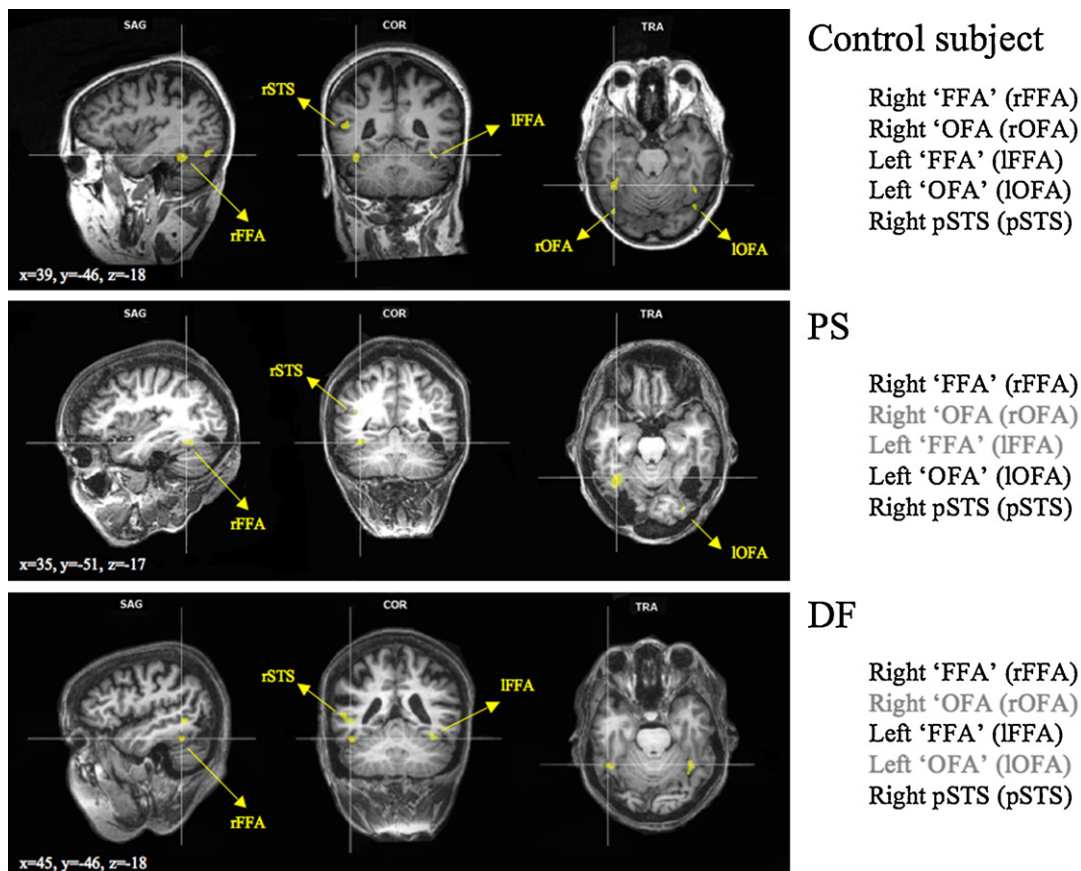 SAG
COR
TRA
rSTS
lFFA
rFFA
rOFA
lOFA
x=39, y=-46, z=-18
Control subject
Right ‘FFA’ (rFFA)
Right ‘OFA (rOFA)
Left ‘FFA’ (lFFA)
Left ‘OFA’ (lOFA)
Right pSTS (pSTS)
SAG
COR
TRA
rSTS
rFFA
lOFA
x=35, y=-51, z=-17
PS
Right ‘FFA’ (rFFA)
Right ‘OFA (rOFA)
Left ‘FFA’ (lFFA)
Left ‘OFA’ (lOFA)
Right pSTS (pSTS)
SAG
COR
TRA
rSTS
lFFA
rFFA
x=45, y=-46, z=-18
DF
Right ‘FFA’ (rFFA)
Right ‘OFA (rOFA)
Left ‘FFA’ (lFFA)
Left ‘OFA’ (lOFA)
Right pSTS (pSTS)